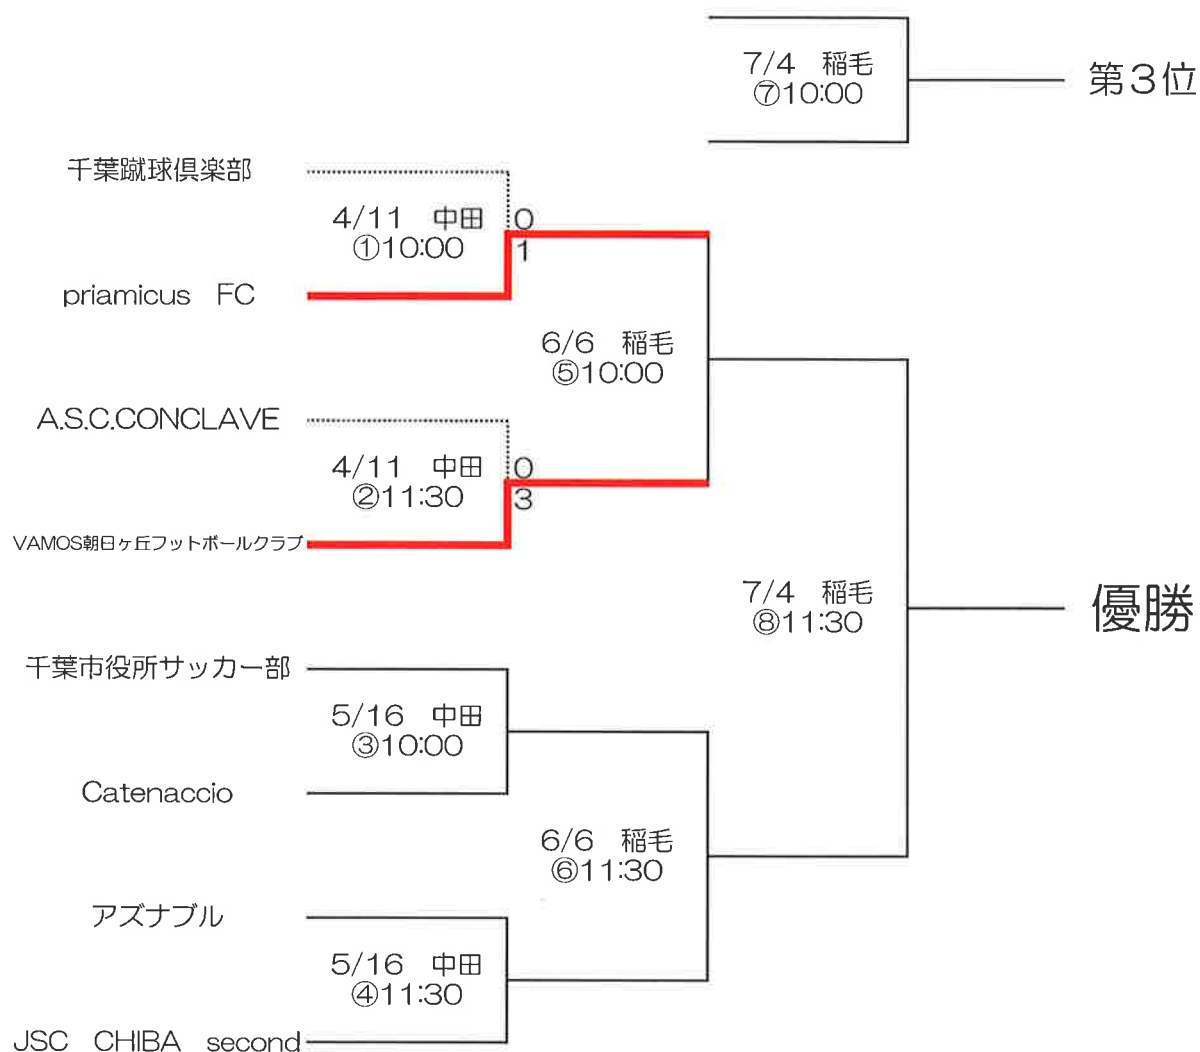 7/4　稲毛
⑦10:00
第３位
千葉蹴球倶楽部
4/11　中田
①10:00
0
1
priamicus　FC
6/6　稲毛
⑤10:00
A.S.C.CONCLAVE
4/11　中田
②11:30
0
3
VAMOS朝日ヶ丘フットボールクラブ
7/4　稲毛
⑧11:30
優勝
千葉市役所サッカー部
5/16　中田
③10:00
Catenaccio
6/6　稲毛
⑥11:30
アズナブル
5/16　中田
④11:30
JSC　CHIBA　second